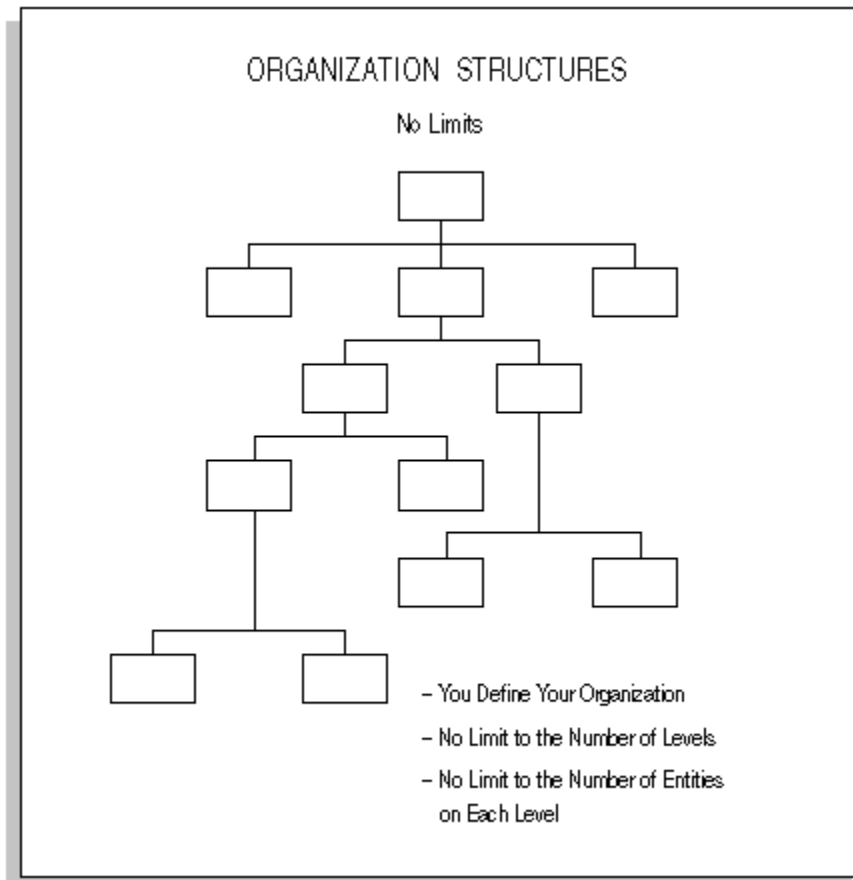 ORGANIZATION STRUCTURES
No Limits
– You Define Your Organization
– No Limit to the Number of Levels
– No Limit to the Number of Entities
on Each Level